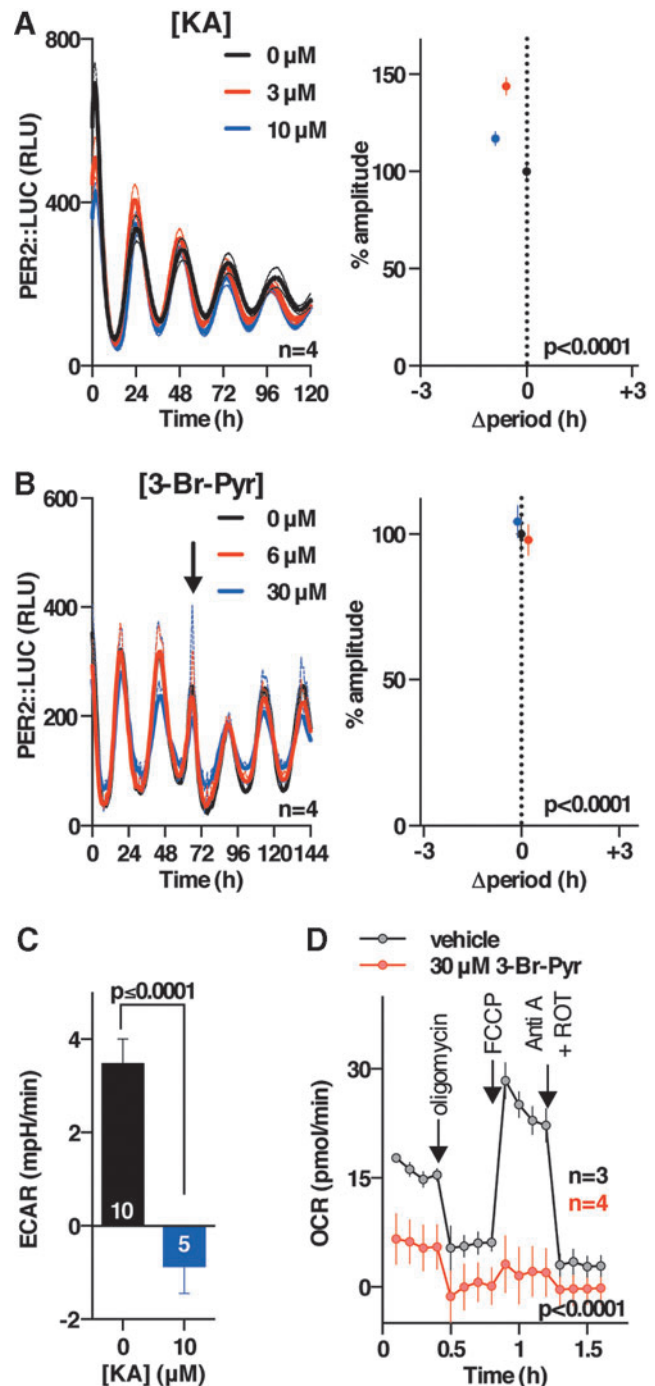 A
[KA]
0 µM
3 µM
10 µM
800
400
0
PER2::LUC (RLU)
n=4
0 24 48 72 96 120
Time (h)
150
100
50
0
% amplitude
p<0.0001
-3 0 +3
Δperiod (h)
B
[3-Br-Pyr]
0 µM
6 µM
30 µM
600
400
200
0
PER2::LUC (RLU)
n=4
0 24 48 72 96 120 144
Time (h)
100
50
0
% amplitude
p<0.0001
-3 0 +3
Δperiod (h)
C
p≤0.0001
4
2
0
-2
ECAR (mpH/min)
10
5
0 10
[KA] (µM)
D
vehicle
30 µM 3-Br-Pyr
oligomycin
FCCP
Anti A
+ ROT
30
15
0
OCR (pmol/min)
n=3
n=4
p<0.0001
0 0.5 1 1.5
Time (h)